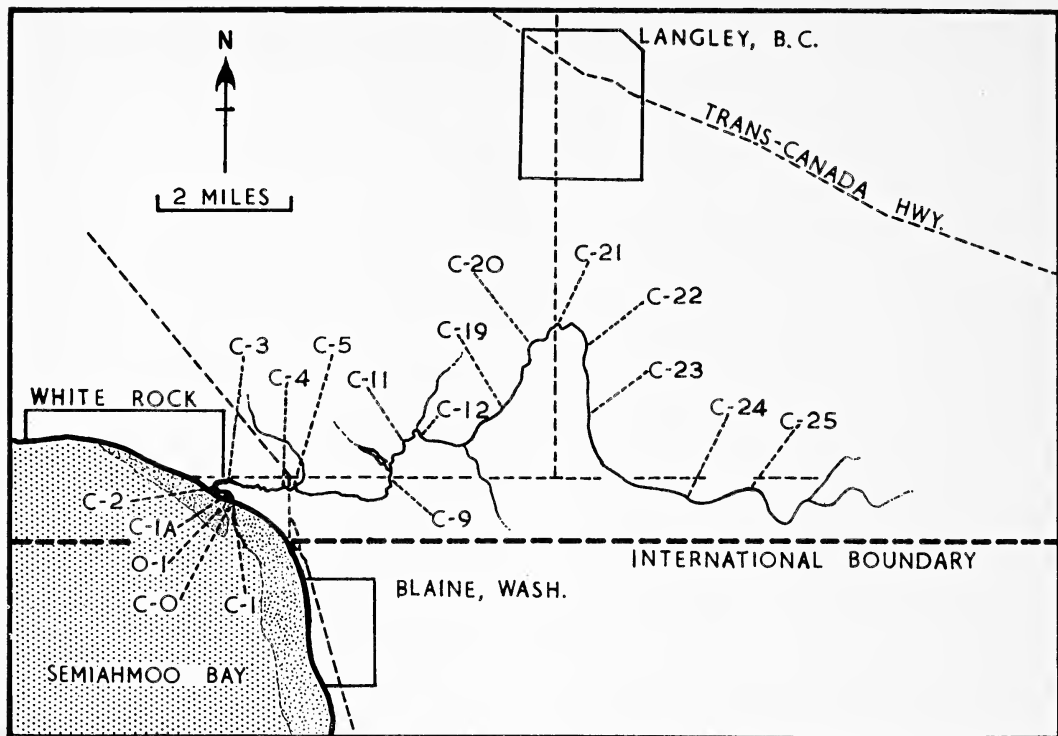 LANGLEY, B.C.
N
TRANS-CANADA HWY.
2 MILES
C-20
C-21
C-22
C-19
C-3
C-4
C-5
C-11
C-12
C-23
WHITE ROCK
C-24
C-25
C-2
C-1A
C-9
O-1
C-O
C-1
INTERNATIONAL BOUNDARY
BLAINE, WASH.
SEMIAHMOO BAY